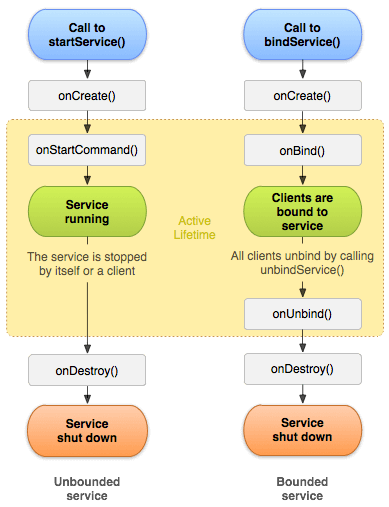 Call to
startService()
onCreate()
onStartCommand()
Service
running
The service is stopped
by itself or a client
onDestroy()
Service
shut down
Unbounded
service
Active
Lifetime
Call to
bindService()
onCreate()
onBind()
Clients are
bound to
service
All clients unbind by calling
unbindService()
onUnbind()
onDestroy()
Service
shut down
Bounded
service